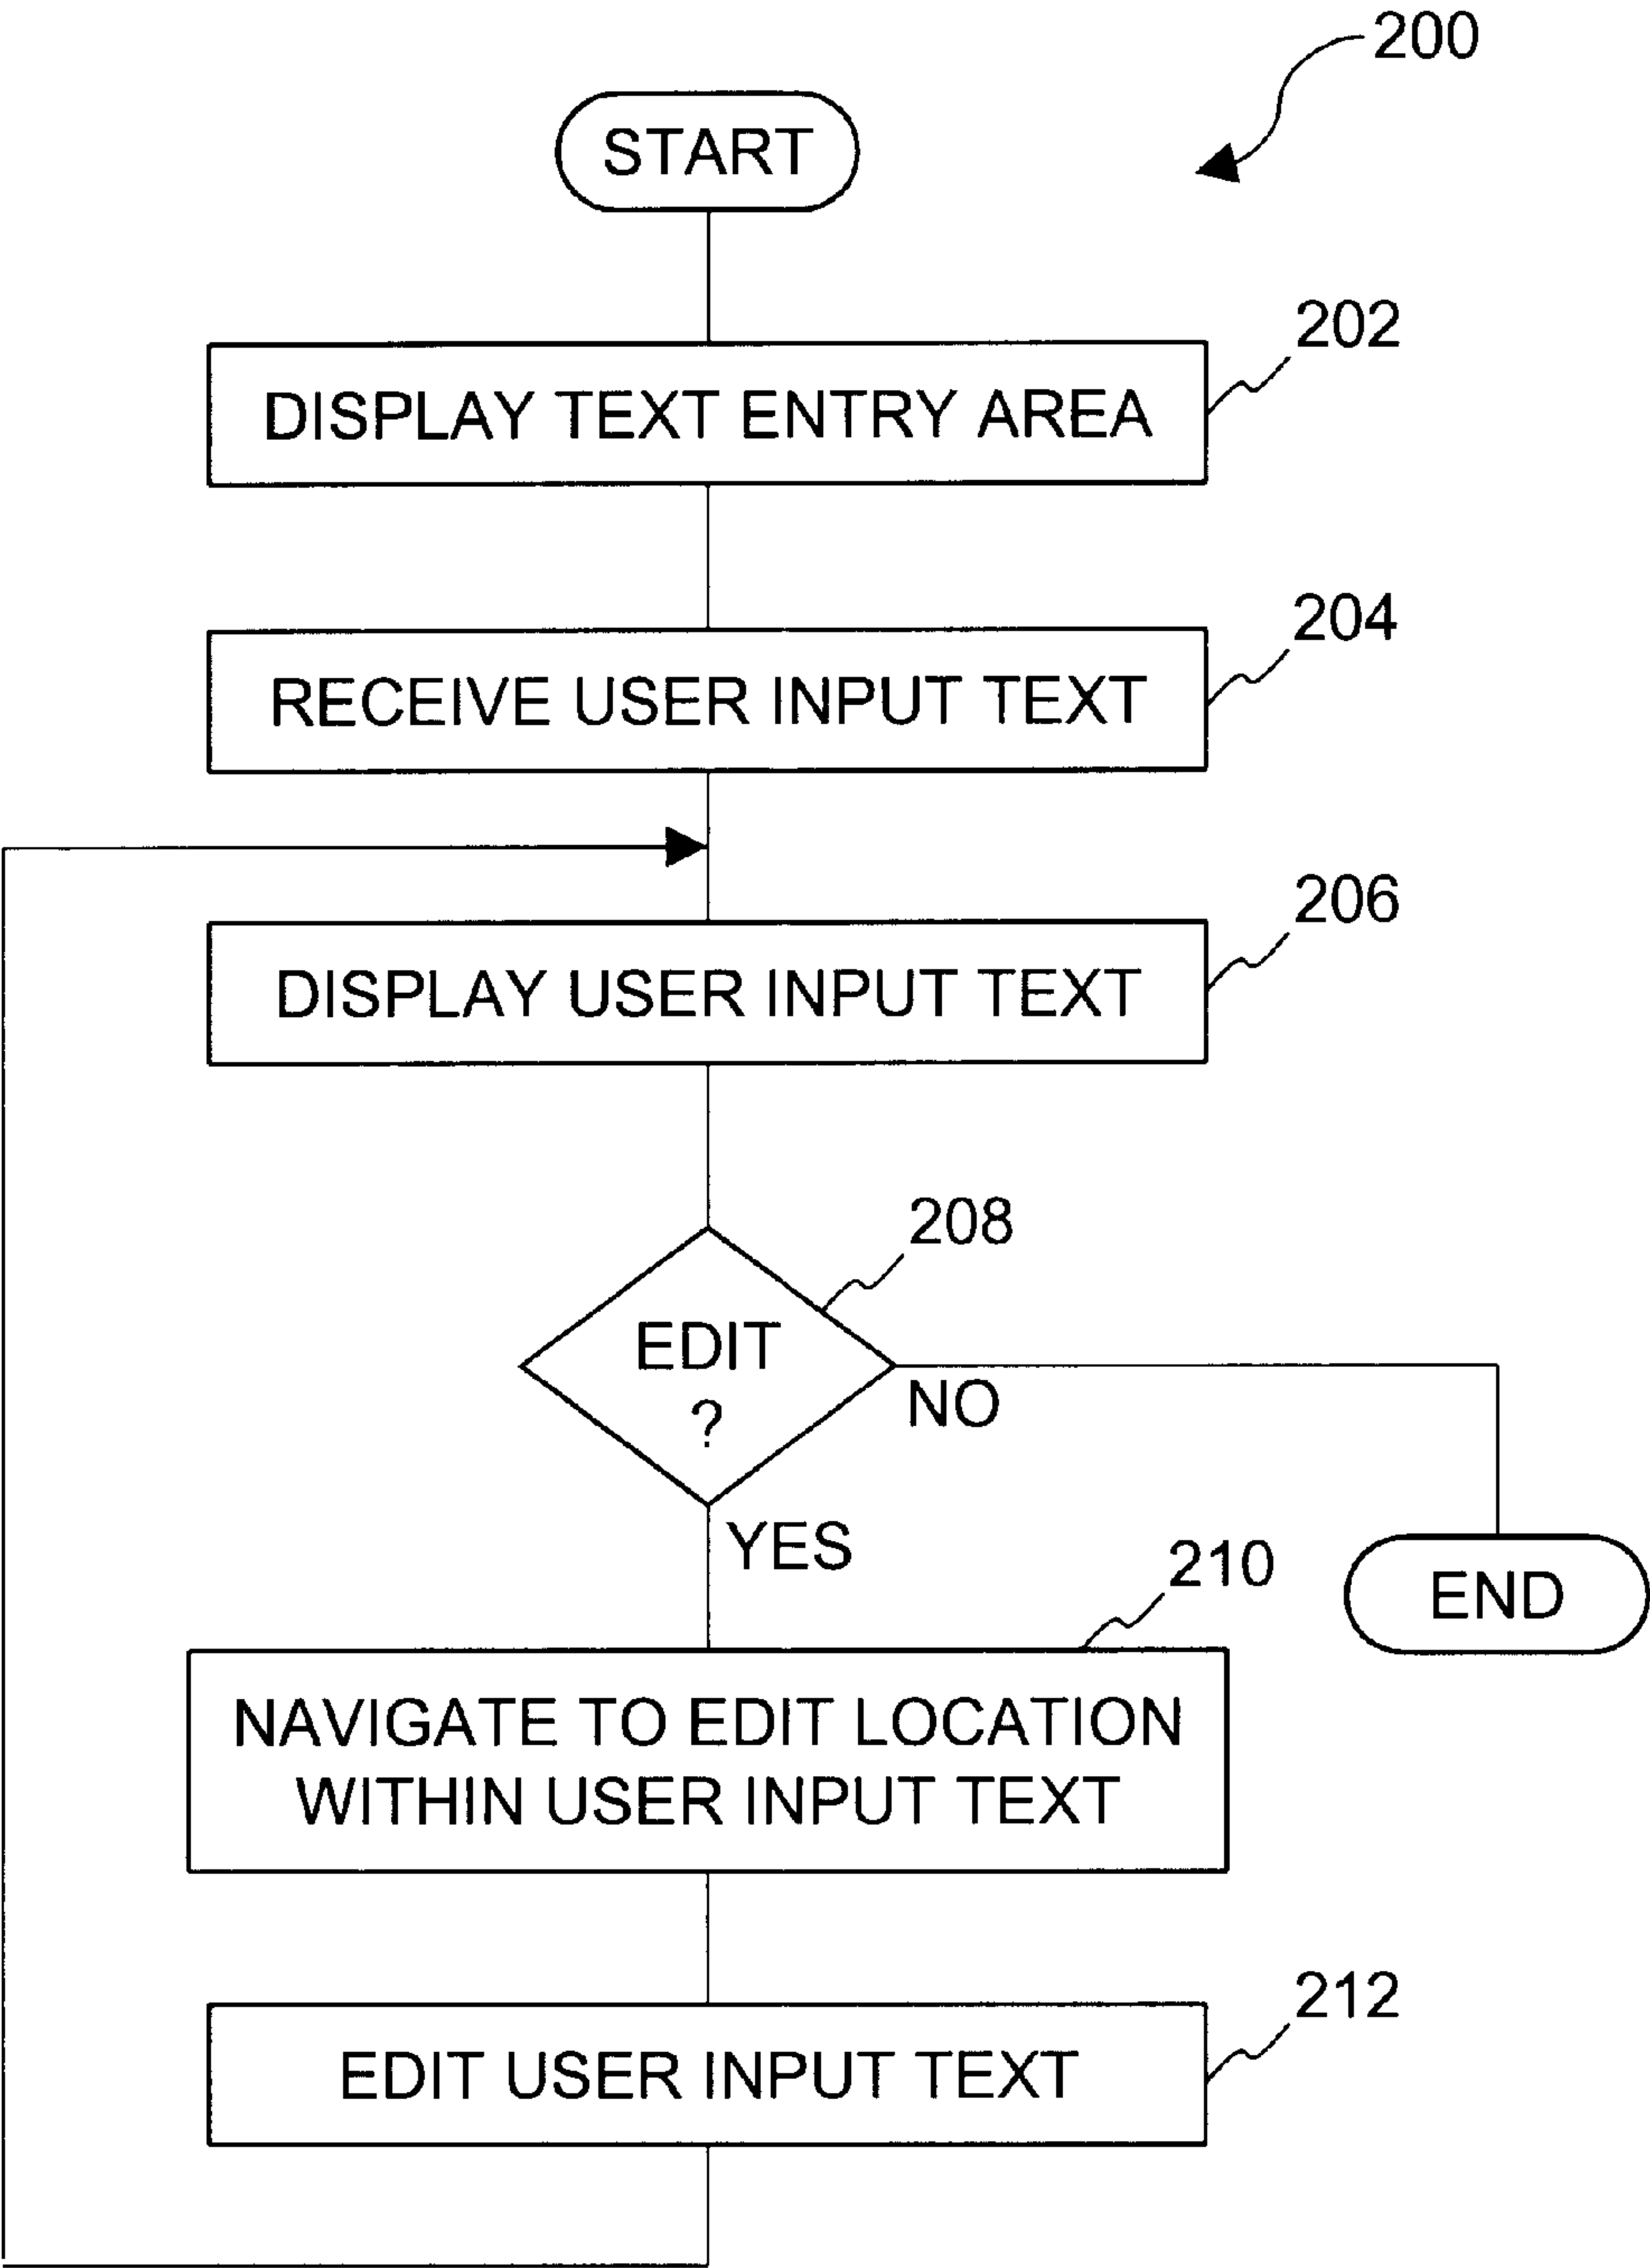 200
START
202
DISPLAY TEXT ENTRY AREA
204
RECEIVE USER INPUT TEXT
206
DISPLAY USER INPUT TEXT
208
EDIT
?
NO
YES
210
END
NAVIGATE TO EDIT LOCATION
WITHIN USER INPUT TEXT
212
EDIT USER INPUT TEXT